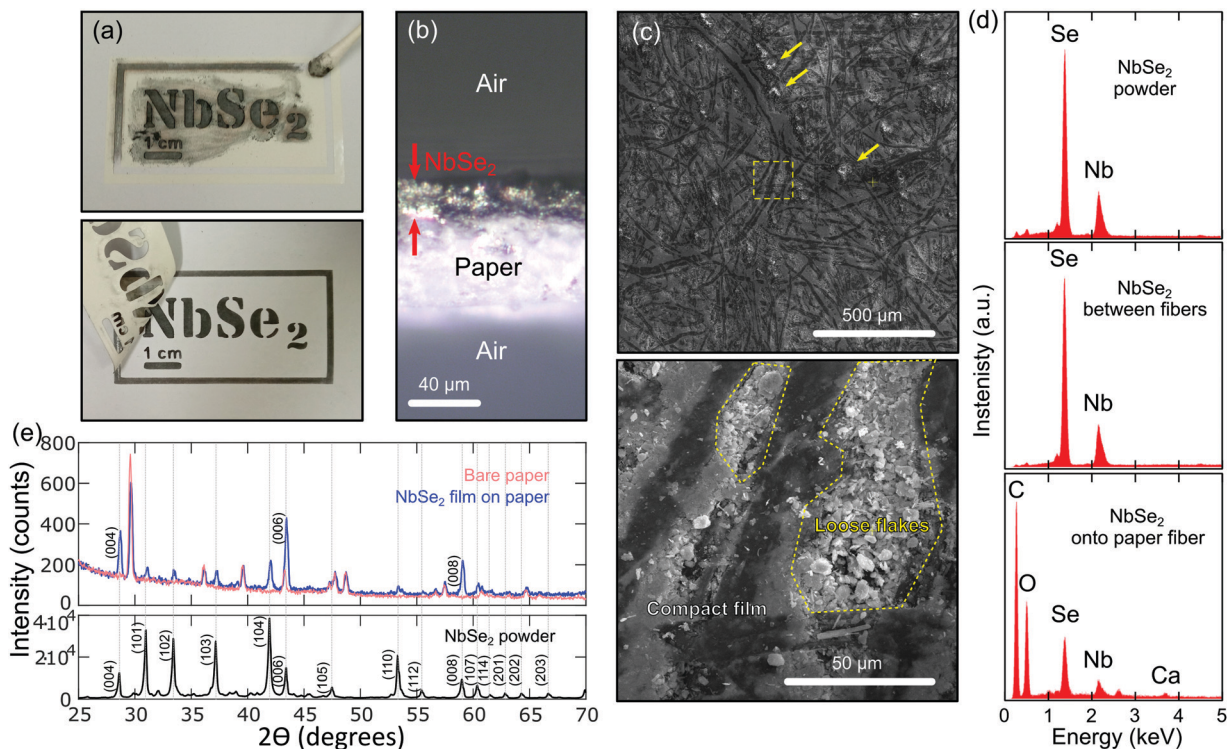 (a)
NbSe₂
1 cm
NbSe₂
1 cm
(b)
Air
NbSe₂
Paper
Air
40 µm
(c)
500 µm
Loose flakes
Compact film
50 µm
(d)
Se
NbSe₂
powder
Nb
Se
NbSe₂
between fibers
Nb
C
NbSe₂
onto paper fiber
O
Se
Nb
Ca
Instenisty (a.u.)
0 1 2 3 4 5
Energy (keV)
(e)
800
600
400
200
0
Bare paper
NbSe₂ film on paper
(004)
(006)
(008)
Intensity (counts)
4·10⁴
2·10⁴
0
NbSe₂ powder
(004)
(101)
(102)
(103)
(104)
(006)
(105)
(110)
(112)
(008)
(107)
(114)
(201)
(202)
(203)
25 30 35 40 45 50 55 60 65 70
2Θ (degrees)